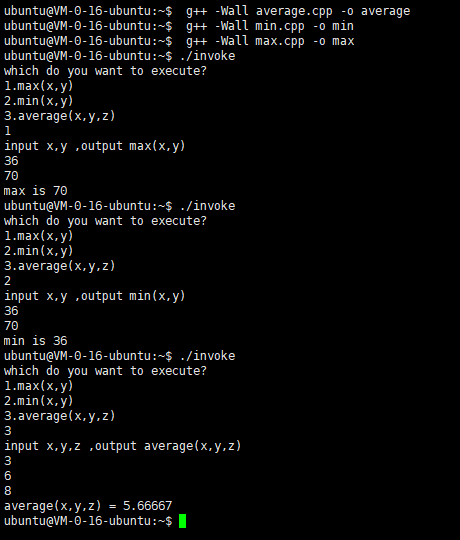 ubuntu@VM-0-16-ubuntu:~$  g++ -Wall average.cpp -o average
ubuntu@VM-0-16-ubuntu:~$  g++ -Wall min.cpp -o min
ubuntu@VM-0-16-ubuntu:~$  g++ -Wall max.cpp -o max
ubuntu@VM-0-16-ubuntu:~$ ./invoke
which do you want to execute?
1.max(x,y)
2.min(x,y)
3.average(x,y,z)
1
input x,y ,output max(x,y)
36
70
max is 70
ubuntu@VM-0-16-ubuntu:~$ ./invoke
which do you want to execute?
1.max(x,y)
2.min(x,y)
3.average(x,y,z)
2
input x,y ,output min(x,y)
36
70
min is 36
ubuntu@VM-0-16-ubuntu:~$ ./invoke
which do you want to execute?
1.max(x,y)
2.min(x,y)
3.average(x,y,z)
3
input x,y,z ,output average(x,y,z)
3
6
8
average(x,y,z) = 5.66667
ubuntu@VM-0-16-ubuntu:~$